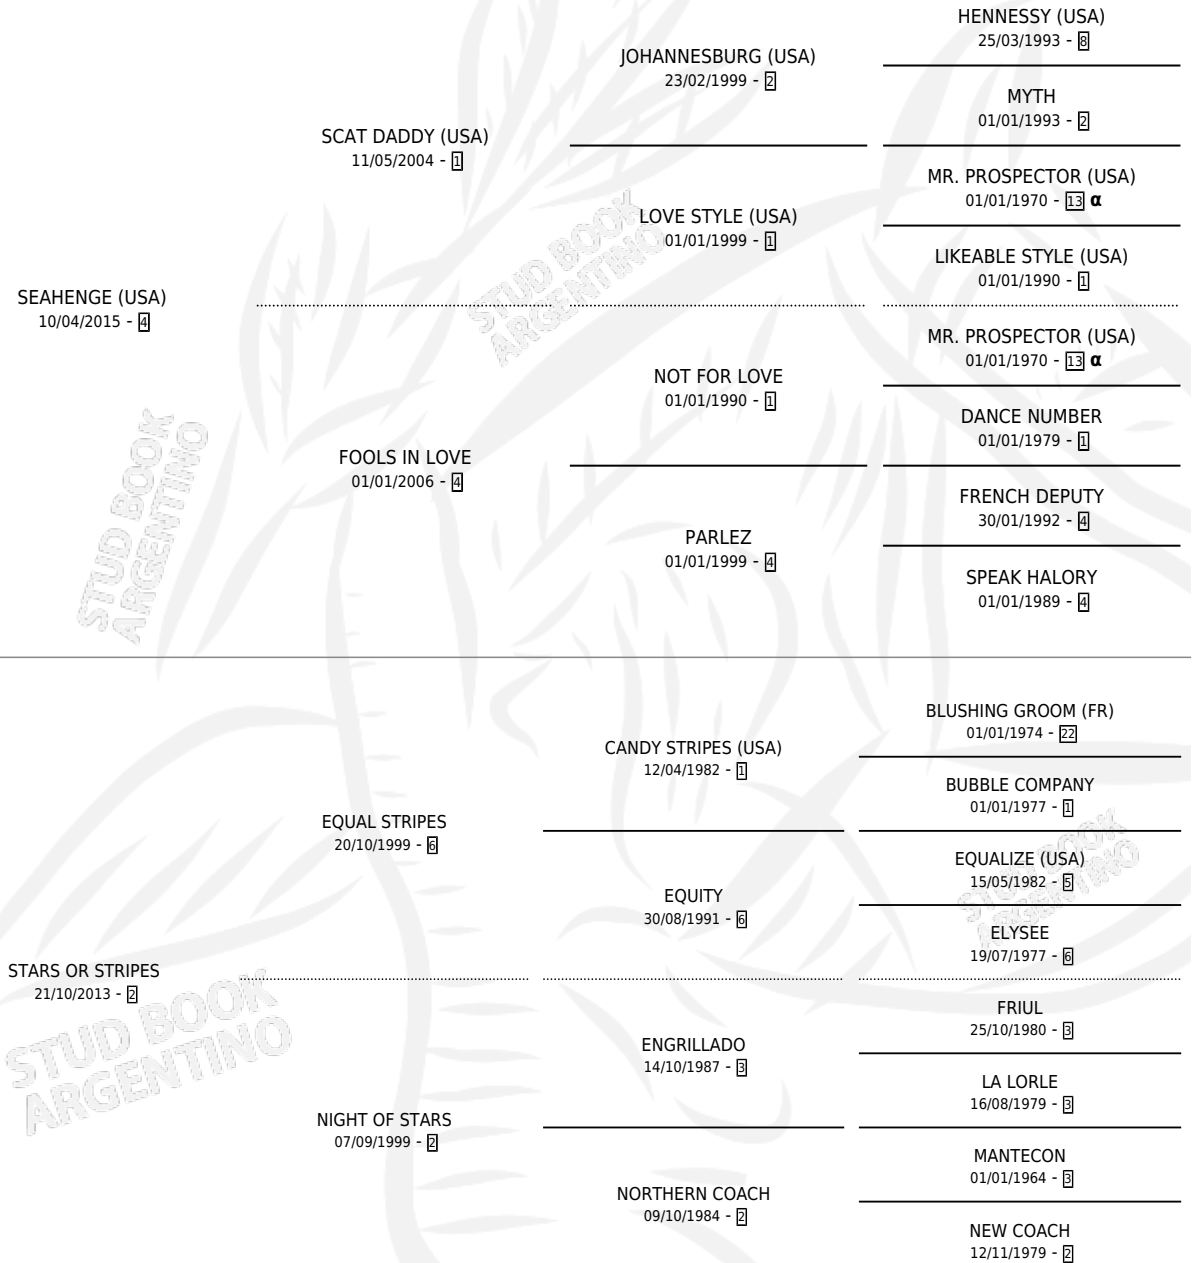 HENNESSY (USA)
25/03/1993 - 8
JOHANNESBURG (USA)
23/02/1999 - 2
MYTH
01/01/1993 - 2
SCAT DADDY (USA)
11/05/2004 - 1
MR. PROSPECTOR (USA)
01/01/1970 - 13 α
LOVE STYLE (USA)
01/01/1999 - 1
LIKEABLE STYLE (USA)
01/01/1990 - 1
SEAHENGE (USA)
10/04/2015 - 4
MR. PROSPECTOR (USA)
01/01/1970 - 13 α
NOT FOR LOVE
01/01/1990 - 1
DANCE NUMBER
01/01/1979 - 1
FOOLS IN LOVE
01/01/2006 - 4
FRENCH DEPUTY
30/01/1992 - 4
PARLEZ
01/01/1999 - 4
SPEAK HALORY
01/01/1989 - 4
BLUSHING GROOM (FR)
01/01/1974 - 22
CANDY STRIPES (USA)
12/04/1982 - 1
BUBBLE COMPANY
01/01/1977 - 1
EQUAL STRIPES
20/10/1999 - 6
EQUALIZE (USA)
15/05/1982 - 5
EQUITY
30/08/1991 - 6
ELYSEE
19/07/1977 - 6
STARS OR STRIPES
21/10/2013 - 2
FRIUL
25/10/1980 - 3
ENGRILLADO
14/10/1987 - 3
LA LORLE
16/08/1979 - 3
NIGHT OF STARS
07/09/1999 - 2
MANTECON
01/01/1964 - 3
NORTHERN COACH
09/10/1984 - 2
NEW COACH
12/11/1979 - 2
STUD BOOK
ARGENTINO
STUD BOOK
ARGENTINO
STUD BOOK
ARGENTINO
STUD BOOK
ARGENTINO